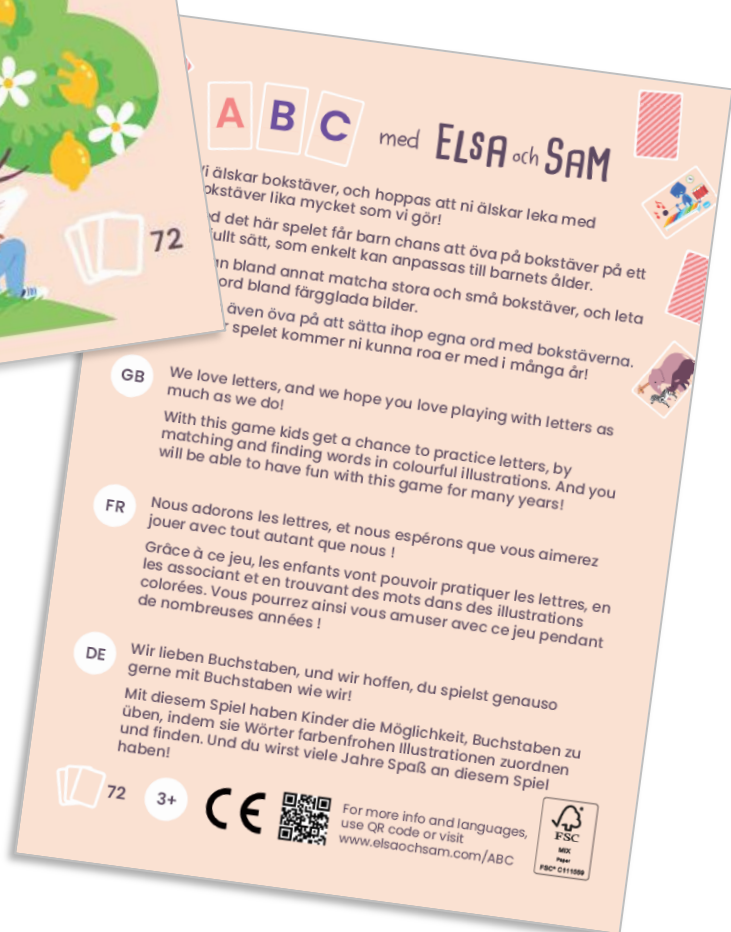 72
A B C med ELSA och SAM
i älskar bokstäver, och hoppas att ni älskar leka med
okstäver lika mycket som vi gör!
d det här spelet får barn chans att öva på bokstäver på ett
fullt sätt, som enkelt kan anpassas till barnets ålder.
n bland annat matcha stora och små bokstäver, och leta
ord bland färgglada bilder.
även öva på att sätta ihop egna ord med bokstäverna.
r spelet kommer ni kunna roa er med i många år!
GB
We love letters, and we hope you love playing with letters as
much as we do!
With this game kids get a chance to practice letters, by
matching and finding words in colourful illustrations. And you
will be able to have fun with this game for many years!
FR
Nous adorons les lettres, et nous espérons que vous aimerez
jouer avec tout autant que nous !
Grâce à ce jeu, les enfants vont pouvoir pratiquer les lettres, en
les associant et en trouvant des mots dans des illustrations
colorées. Vous pourrez ainsi vous amuser avec ce jeu pendant
de nombreuses années !
DE
Wir lieben Buchstaben, und wir hoffen, du spielst genauso
gerne mit Buchstaben wie wir!
Mit diesem Spiel haben Kinder die Möglichkeit, Buchstaben zu
üben, indem sie Wörter farbenfrohen Illustrationen zuordnen
und finden. Und du wirst viele Jahre Spaß an diesem Spiel
haben!
72
3+
CE
For more info and languages,
use QR code or visit
www.elsaochsam.com/ABC
FSC
MIX
Paper
FSC® C111559